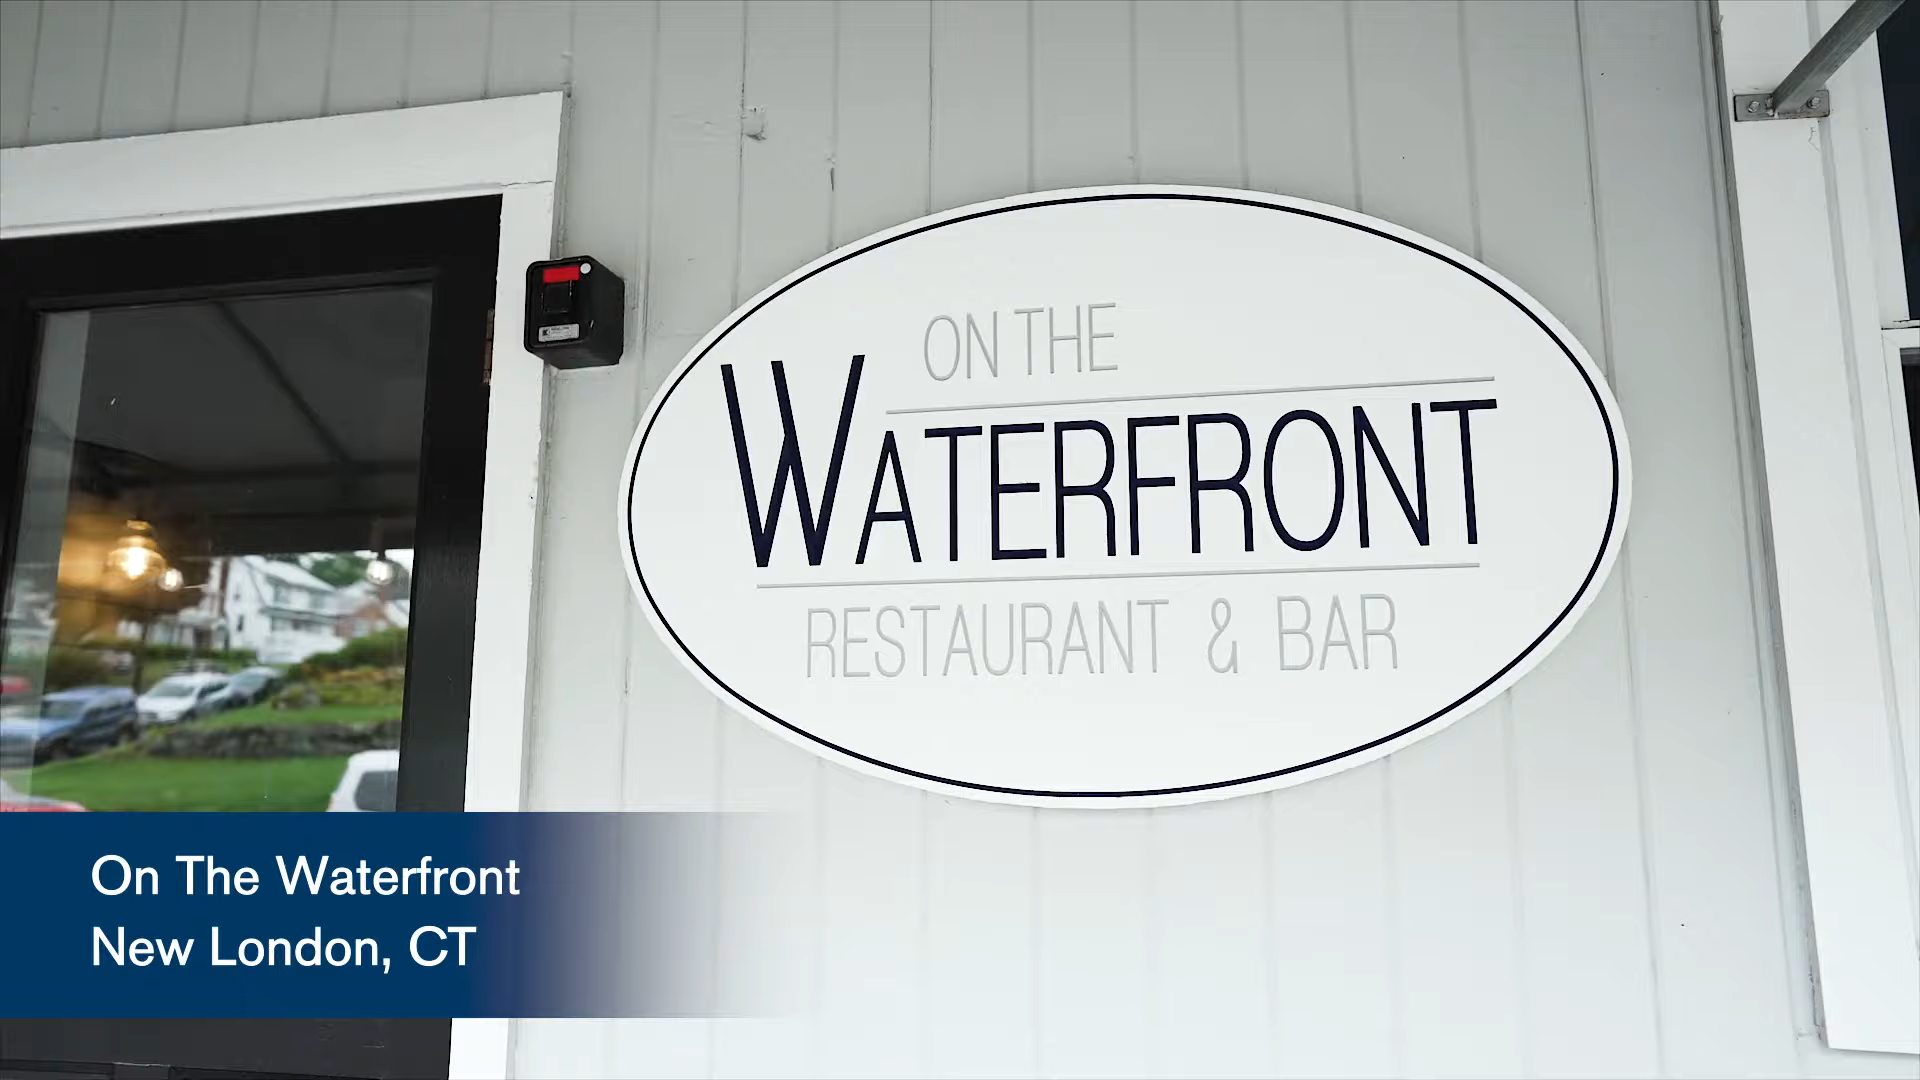 ON THE
WATERFRONT
RESTAURANT & BAR
On The Waterfront
New London, CT